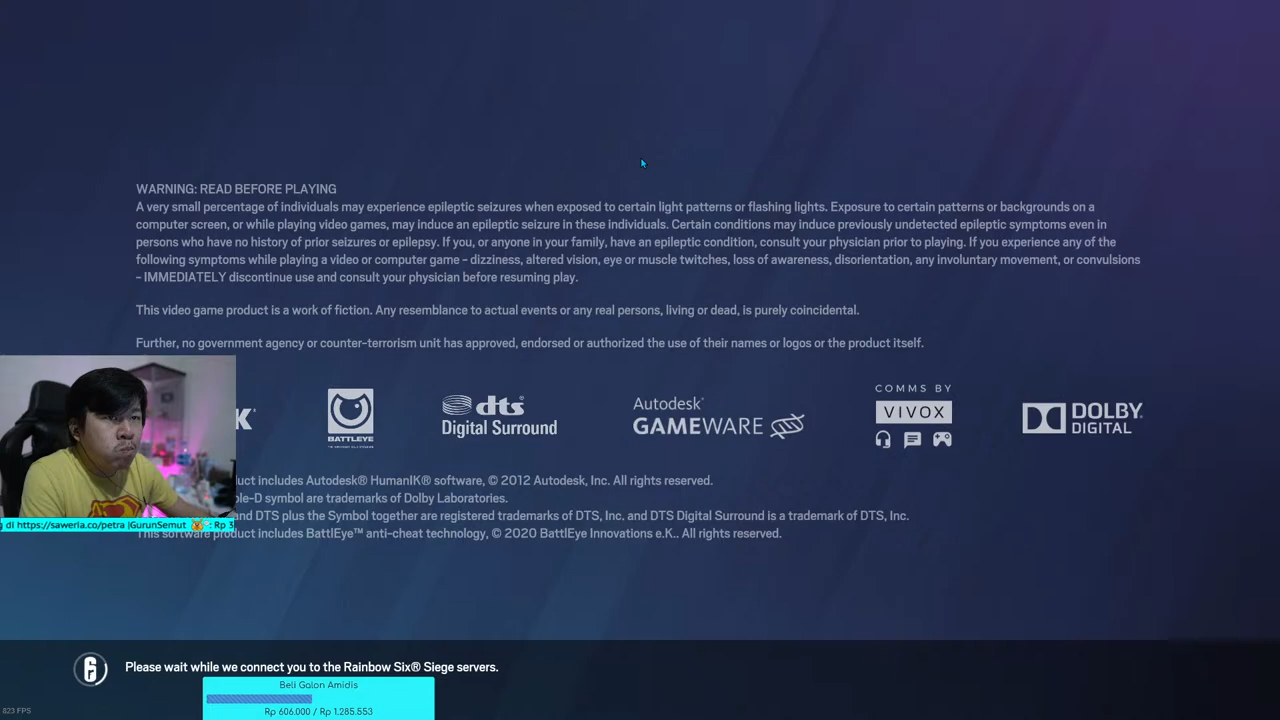 WARNING: READ BEFORE PLAYING
A very small percentage of individuals may experience epileptic seizures when exposed to certain light patterns or flashing lights. Exposure to certain patterns or backgrounds on a
computer screen, or while playing video games, may induce an epileptic seizure in these individuals. Certain conditions may induce previously undetected epileptic symptoms even in
persons who have no history of prior seizures or epilepsy. If you, or anyone in your family, have an epileptic condition, consult your physician prior to playing. If you experience any of the
following symptoms while playing a video or computer game - dizziness, altered vision, eye or muscle twitches, loss of awareness, disorientation, any involuntary movement, or convulsions
- IMMEDIATELY discontinue use and consult your physician before resuming play.
This video game product is a work of fiction. Any resemblance to actual events or any real persons, living or dead, is purely coincidental.
Further, no government agency or counter-terrorism unit has approved, endorsed or authorized the use of their names or logos or the product itself.
K
BATTLEYE
dts
Digital Surround
Autodesk®
GAMEWARE
COMMS BY
VIVOX
DOLBY
DIGITAL
duct includes Autodesk® HumanIK® software, © 2012 Autodesk, Inc. All rights reserved.
ble-D symbol are trademarks of Dolby Laboratories.
and DTS plus the Symbol together are registered trademarks of DTS, Inc. and DTS Digital Surround is a trademark of DTS, Inc.
g di https://saweria.co/petra |GurunSemut : Rp 3
This software product includes BattlEye™ anti-cheat technology, © 2020 BattlEye Innovations e.K.. All rights reserved.
Please wait while we connect you to the Rainbow Six® Siege servers.
Beli Galon Amidis
Rp 606.000 / Rp 1.285.553
823 FPS